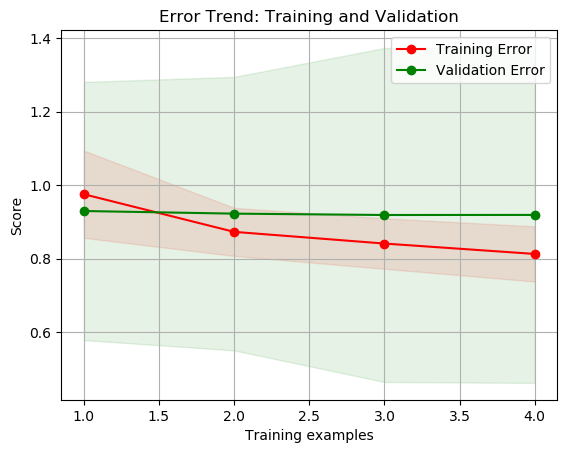 Error Trend: Training and Validation
1.4
1.2
1.0
0.8
0.6
Score
Training Error
Validation Error
1.0 1.5 2.0 2.5 3.0 3.5 4.0
Training examples